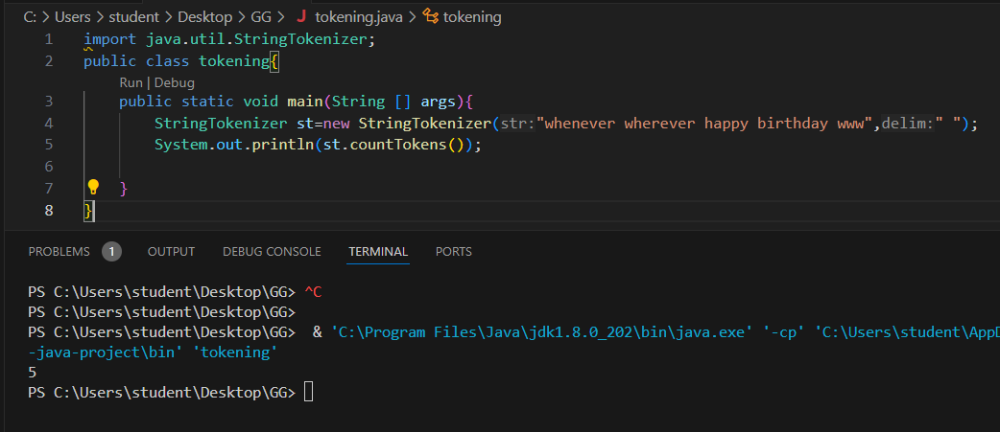 C: > Users > student > Desktop > GG > J tokening.java > tokening
1 import java.util.StringTokenizer;
2 public class tokening{
Run | Debug
3 public static void main(String [] args){
4 StringTokenizer st=new StringTokenizer(str:"whenever wherever happy birthday www",delim:" ");
5 System.out.println(st.countTokens());
6
7 }
8 }
PROBLEMS 1 OUTPUT DEBUG CONSOLE TERMINAL PORTS
PS C:\Users\student\Desktop\GG> ^C
PS C:\Users\student\Desktop\GG>
PS C:\Users\student\Desktop\GG> & 'C:\Program Files\Java\jdk1.8.0_202\bin\java.exe' '-cp' 'C:\Users\student\AppD
-java-project\bin' 'tokening'
5
PS C:\Users\student\Desktop\GG>